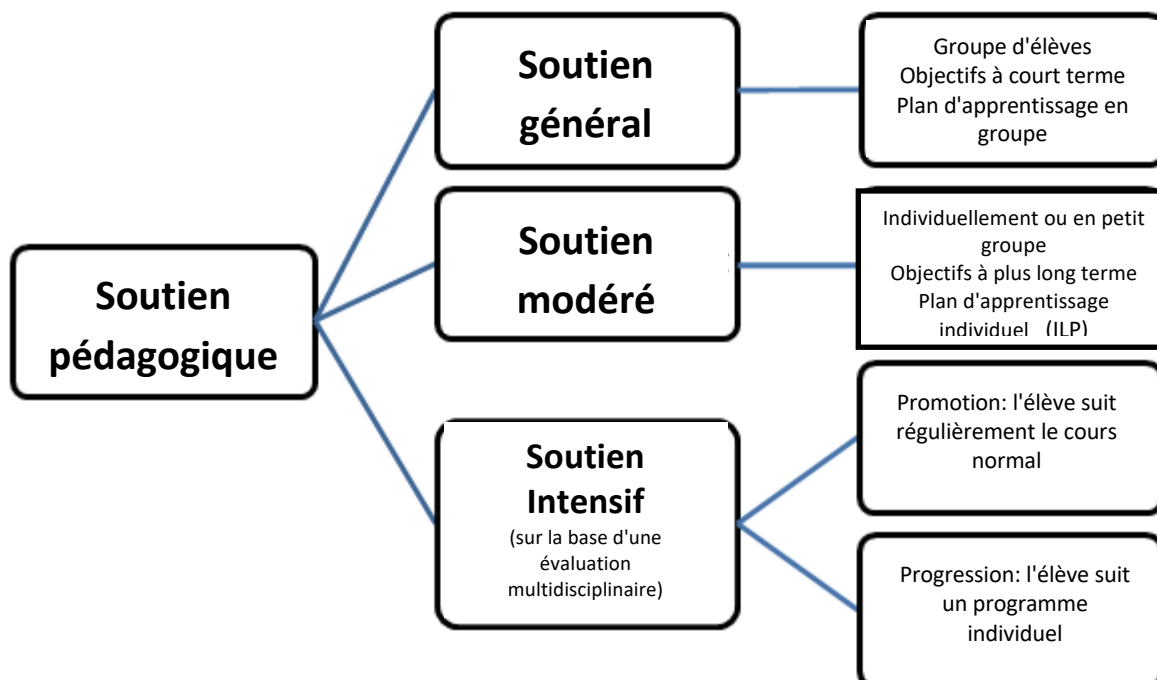 Soutien
pédagogique
Soutien
général
Groupe d'élèves
Objectifs à court terme
Plan d'apprentissage en
groupe
Soutien
modéré
Individuellement ou en petit
groupe
Objectifs à plus long terme
Plan d'apprentissage
individuel (ILP)
Soutien
Intensif
(sur la base d'une
évaluation
multidisciplinaire)
Promotion: l'élève suit
régulièrement le cours
normal
Progression: l'élève suit
un programme
individuel